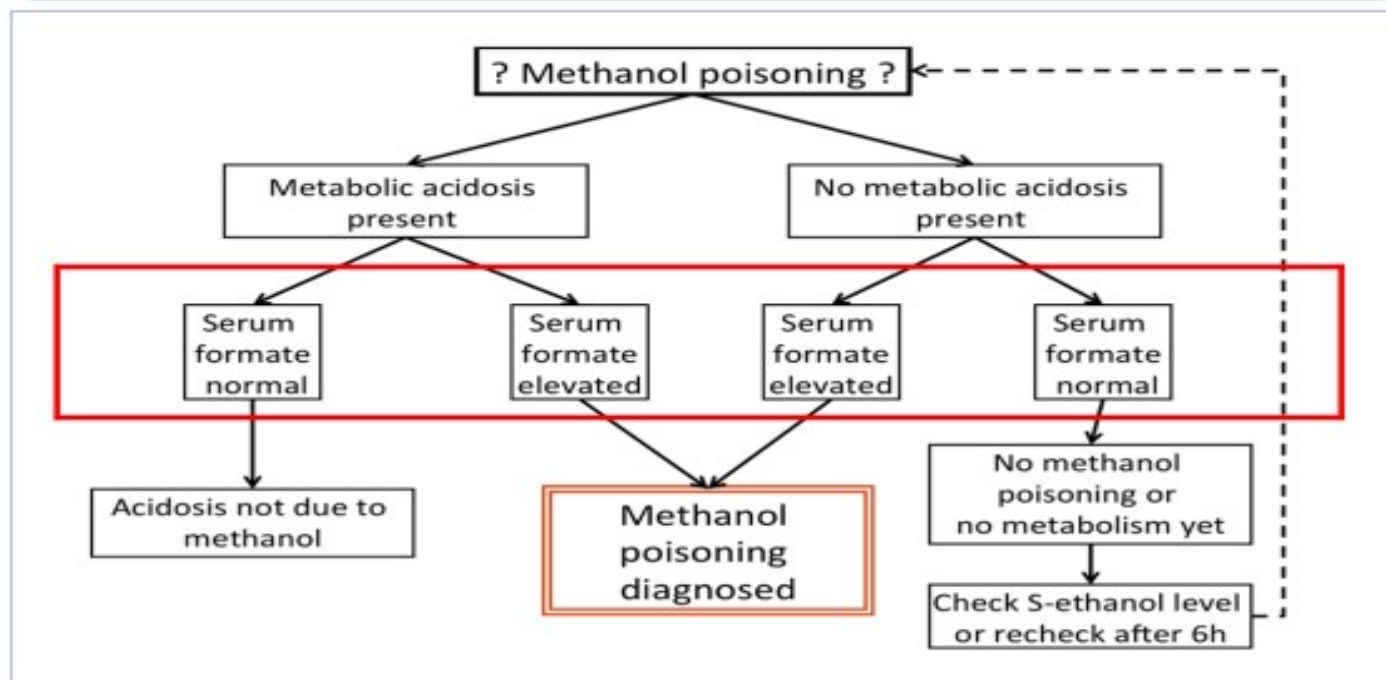 ? Methanol poisoning ?
Metabolic acidosis
present
No metabolic acidosis
present
Serum
formate
normal
Serum
formate
elevated
Serum
formate
elevated
Serum
formate
normal
Acidosis not due to
methanol
Methanol
poisoning
diagnosed
No methanol
poisoning or
no metabolism yet
Check S-ethanol level
or recheck after 6h